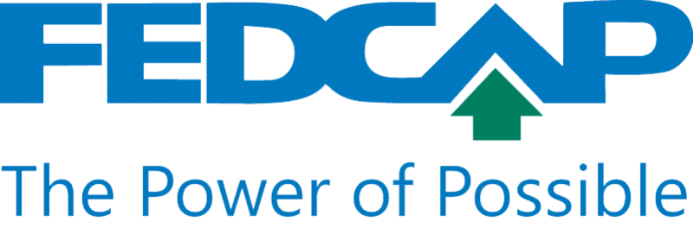 FEDCAP
The Power of Possible